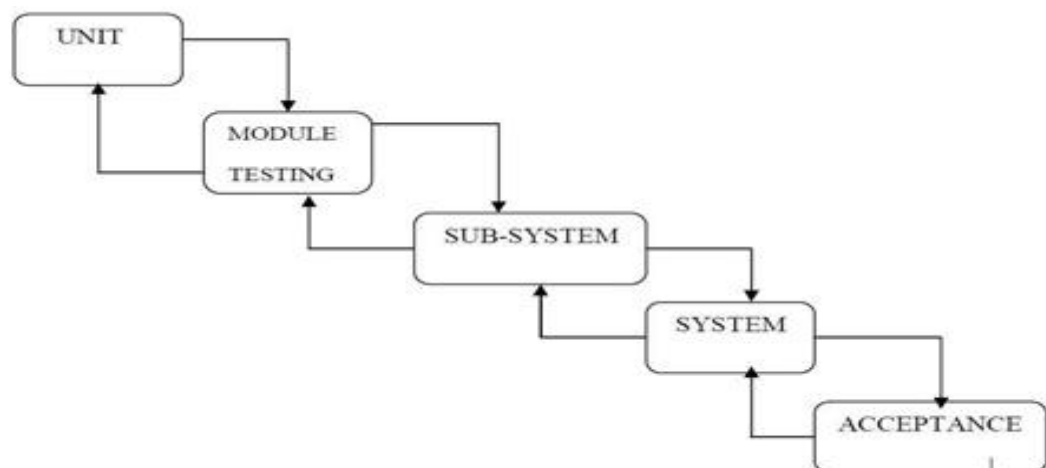 UNIT
MODULE
TESTING
SUB-SYSTEM
SYSTEM
ACCEPTANCE